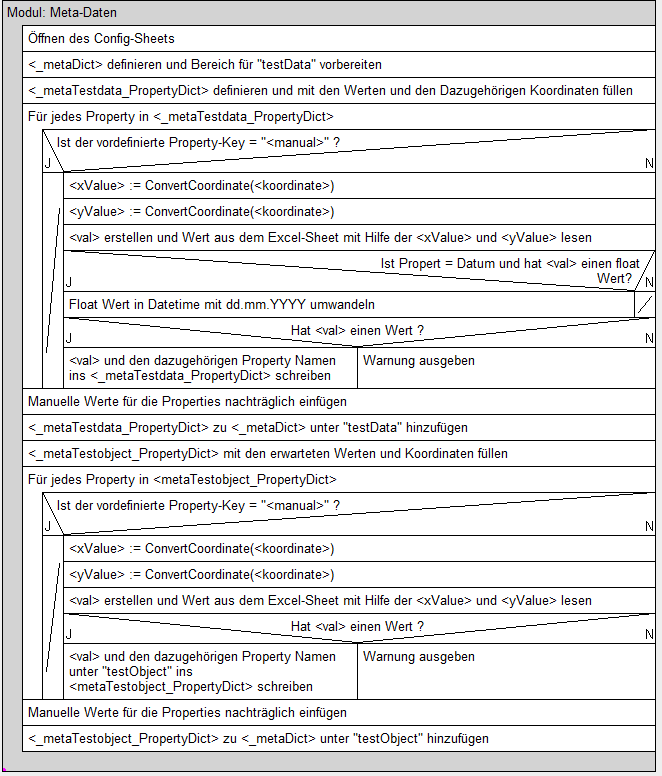 Modul: Meta-Daten
Öffnen des Config-Sheets
<_metaDict> definieren und Bereich für "testData" vorbereiten
<_metaTestdata_PropertyDict> definieren und mit den Werten und den Dazugehörigen Koordinaten füllen
Für jedes Property in <_metaTestdata_PropertyDict>
Ist der vordefinierte Property-Key = "<manual>" ?
J
N
<xValue> := ConvertCoordinate(<koordinate>)
<yValue> := ConvertCoordinate(<koordinate>)
<val> erstellen und Wert aus dem Excel-Sheet mit Hilfe der <xValue> und <yValue> lesen
Ist Propert = Datum und hat <val> einen float
Wert?
J
N
Float Wert in Datetime mit dd.mm.YYYY umwandeln
Hat <val> einen Wert ?
J
N
<val> und den dazugehörigen Property Namen
ins <_metaTestdata_PropertyDict> schreiben
Warnung ausgeben
Manuelle Werte für die Properties nachträglich einfügen
<_metaTestdata_PropertyDict> zu <_metaDict> unter "testData" hinzufügen
<_metaTestobject_PropertyDict> mit den erwarteten Werten und Koordinaten füllen
Für jedes Property in <metaTestobject_PropertyDict>
Ist der vordefinierte Property-Key = "<manual>" ?
J
N
<xValue> := ConvertCoordinate(<koordinate>)
<yValue> := ConvertCoordinate(<koordinate>)
<val> erstellen und Wert aus dem Excel-Sheet mit Hilfe der <xValue> und <yValue> lesen
Hat <val> einen Wert ?
J
N
<val> und den dazugehörigen Property Namen
unter "testObject" ins
<metaTestobject_PropertyDict> schreiben
Warnung ausgeben
Manuelle Werte für die Properties nachträglich einfügen
<_metaTestobject_PropertyDict> zu <_metaDict> unter "testObject" hinzufügen